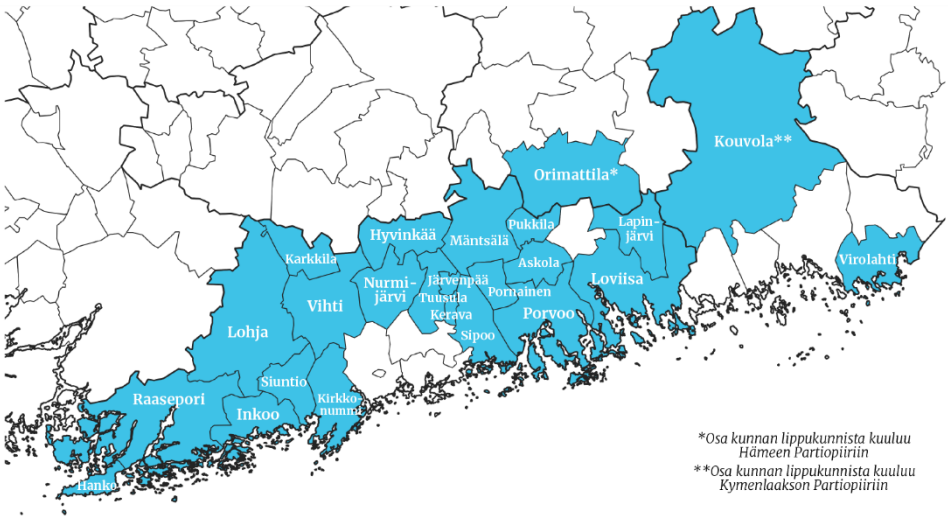 Kouvola**
Orimattila*
Pukkila
Lapin-
järvi
Hyvinkää
Mäntsälä
Karkkila
Askola
Virolahti
Nurmi-
järvi
Järvenpää
Loviisa
Vihti
Tuusula
Pornainen
Kerava
Porvoo
Lohja
Sipoo
Siuntio
Raasepori
Kirkko-
nummi
Inkoo
Hanko
*Osa kunnan lippukunnista kuuluu
Hämeen Partiopiiriin
**Osa kunnan lippukunnista kuuluu
Kymenlaakson Partiopiiriin